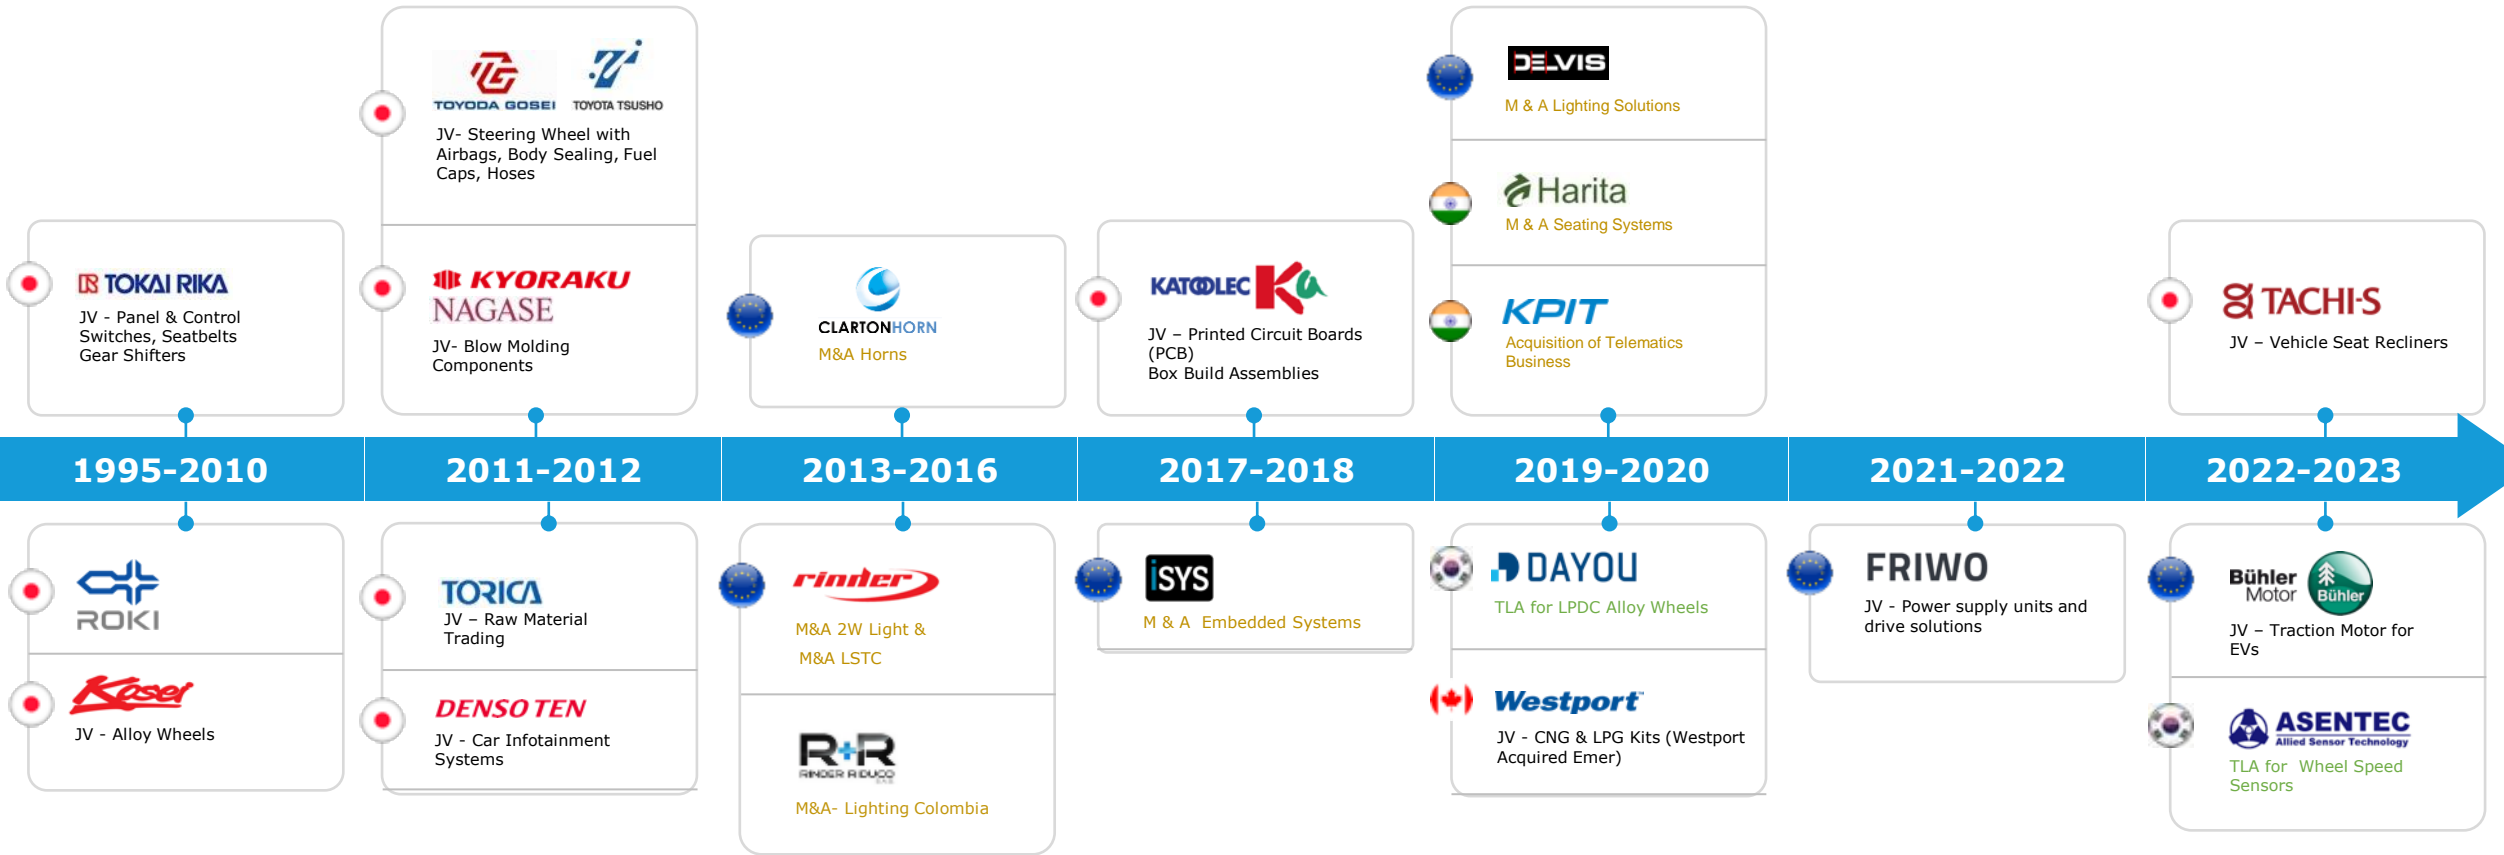 TG
TOYODA GOSEI
TOYOTA TSUSHO
JV- Steering Wheel with
Airbags, Body Sealing, Fuel
Caps, Hoses
DELVIS
M & A Lighting Solutions
Harita
M & A Seating Systems
TOKAI RIKA
JV - Panel & Control
Switches, Seatbelts
Gear Shifters
KYORAKU
NAGASE
JV- Blow Molding
Components
CLARTONHORN
M&A Horns
KATOOLEC
JV – Printed Circuit Boards
(PCB)
Box Build Assemblies
KPIT
Acquisition of Telematics
Business
TACHI-S
JV – Vehicle Seat Recliners
1995-2010
2011-2012
2013-2016
2017-2018
2019-2020
2021-2022
2022-2023
ROKI
Kosei
JV - Alloy Wheels
TORICA
JV – Raw Material
Trading
DENSO TEN
JV - Car Infotainment
Systems
rinder
M&A 2W Light &
M&A LSTC
R+R
RINDER RIDUCO
M&A- Lighting Colombia
iSYS
M & A Embedded Systems
DAYOU
TLA for LPDC Alloy Wheels
Westport™
JV - CNG & LPG Kits (Westport
Acquired Emer)
FRIWO
JV - Power supply units and
drive solutions
Bühler
Motor
Bühler
JV – Traction Motor for
EVs
ASENTEC
Allied Sensor Technology
TLA for Wheel Speed
Sensors